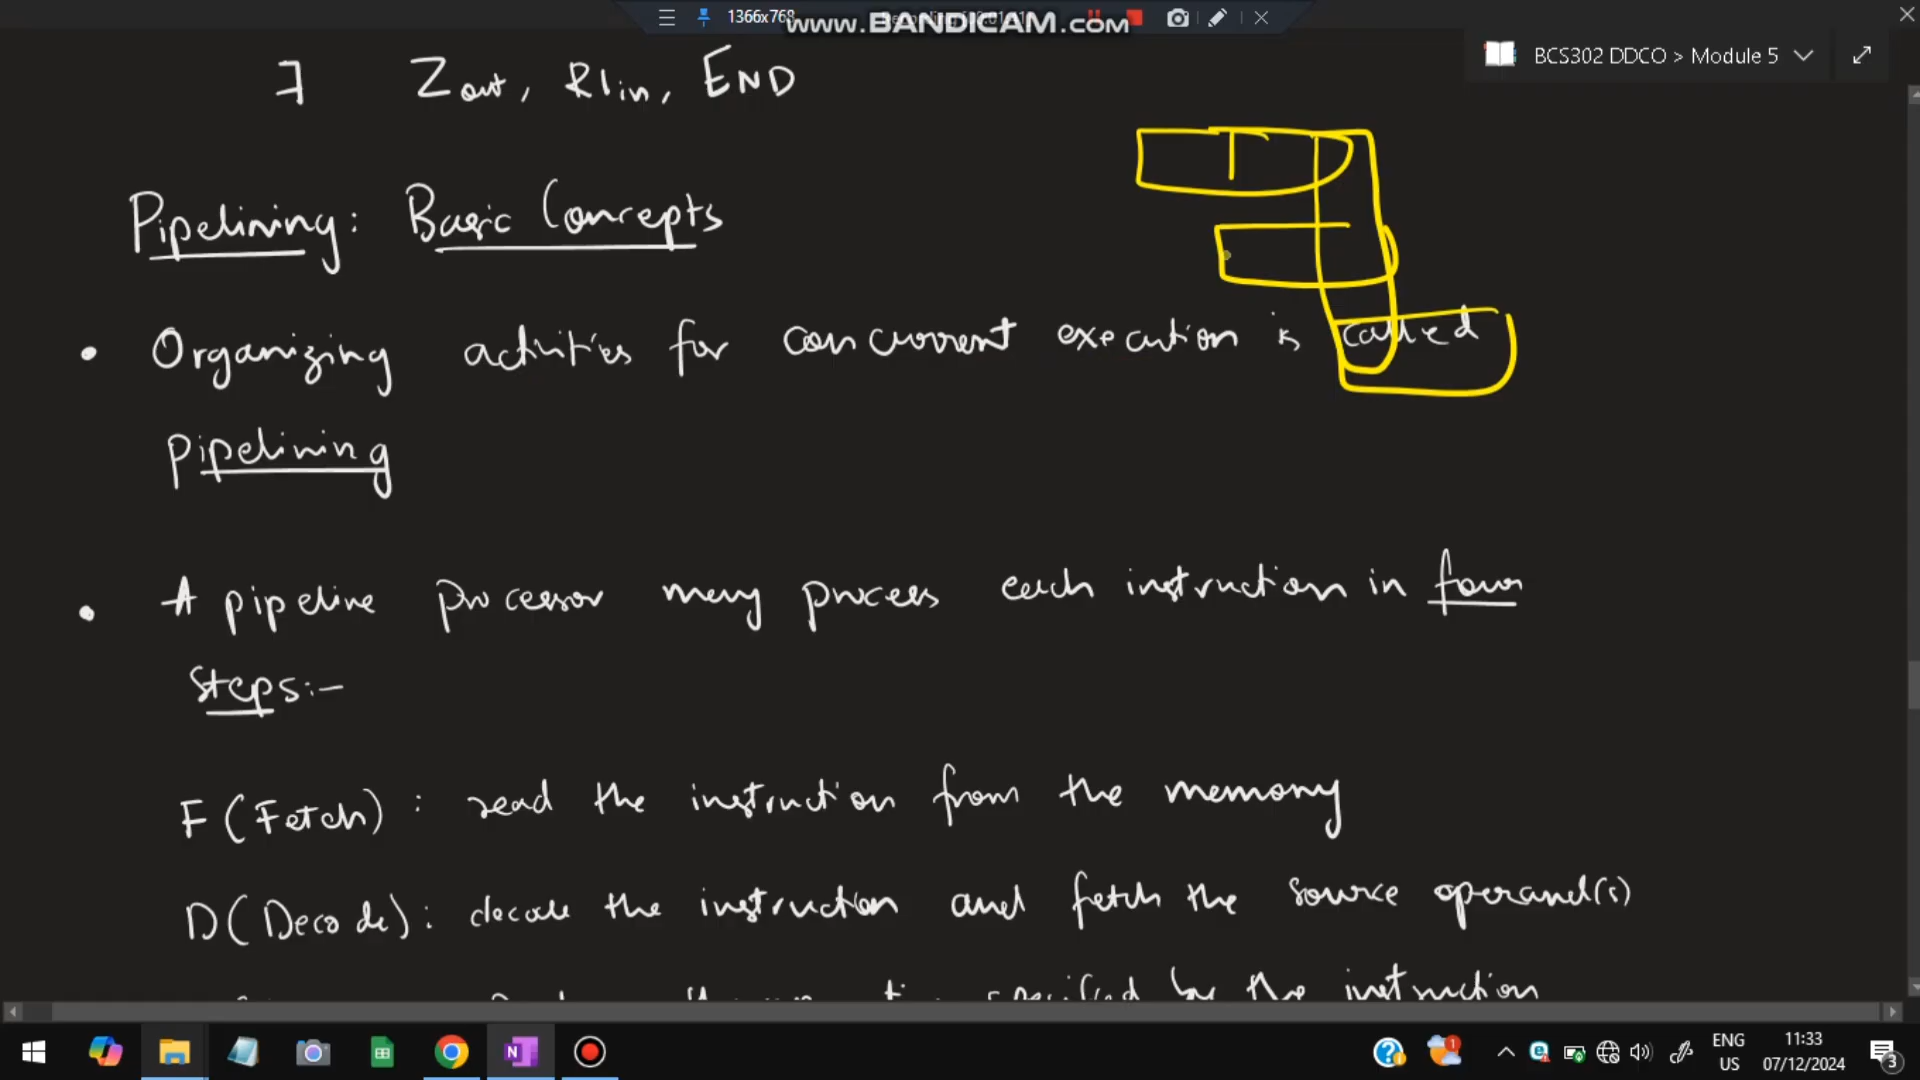 1366x768
www.BANDICAM.com
BCS302 DDCO > Module 5
7 Zout, R1in, END
Pipelining: Basic Concepts
• Organizing activities for concurrent execution is called
Pipelining
• A pipeline processor may process each instruction in four
steps:-
F (Fetch) : read the instruction from the memory
D (Decode) : decode the instruction and fetch the source operand(s)
specified by the instruction
ENG
US
11:33
07/12/2024
1
3